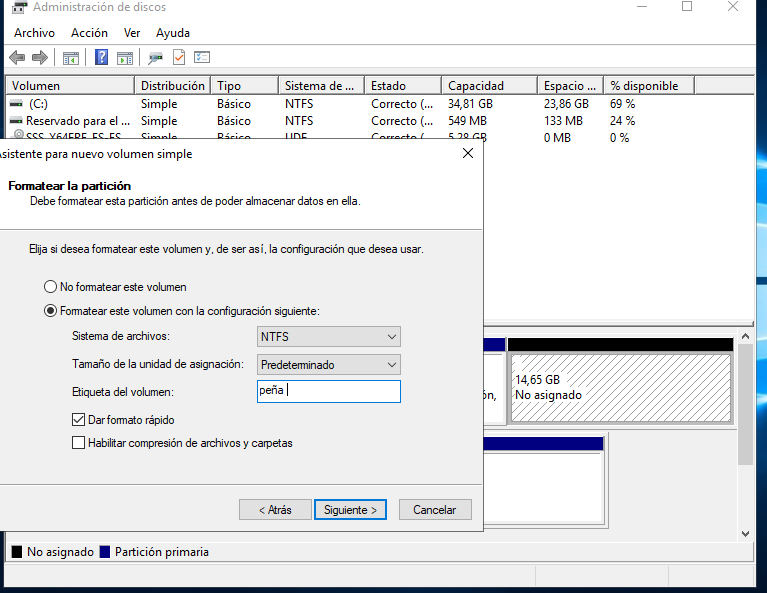 Administración de discos
Archivo Acción Ver Ayuda
Volumen Distribución Tipo Sistema de ... Estado Capacidad Espacio ... % disponible
(C:) Simple Básico NTFS Correcto (... 34,81 GB 23,86 GB 69 %
Reservado para el ... Simple Básico NTFS Correcto (... 549 MB 133 MB 24 %
SSS_X64FRE_ES-ES... Simple Básico UDF Correcto (... 5,28 GB 0 MB 0 %
Asistente para nuevo volumen simple
Formatear la partición
Debe formatear esta partición antes de poder almacenar datos en ella.
Elija si desea formatear este volumen y, de ser así, la configuración que desea usar.
No formatear este volumen
Formatear este volumen con la configuración siguiente:
Sistema de archivos: NTFS
Tamaño de la unidad de asignación: Predeterminado
Etiqueta del volumen: peña
Dar formato rápido
Habilitar compresión de archivos y carpetas
< Atrás Siguiente > Cancelar
14,65 GB
ón, No asignado
No asignado Partición primaria